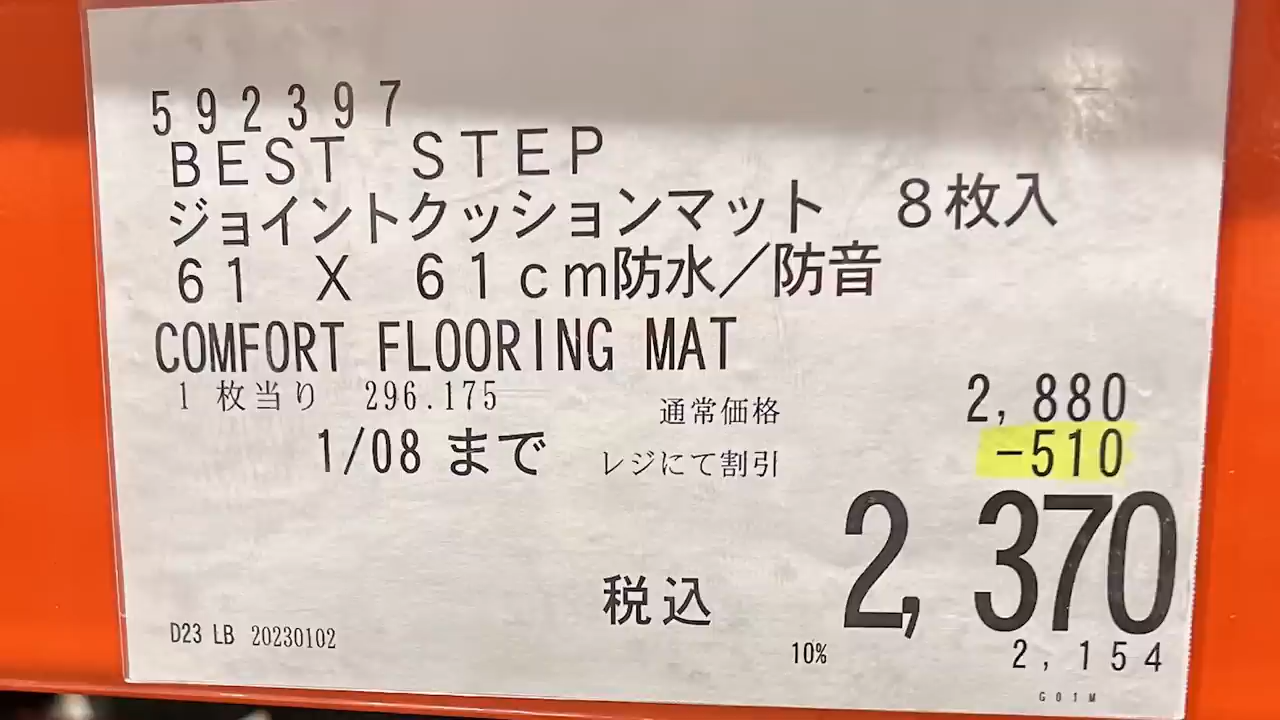 592397
BEST STEP
ジョイントクッションマット 8枚入
61 X 61cm防水/防音
COMFORT FLOORING MAT
1枚当り 296.175 通常価格 2,880
1/08まで レジにて割引 -510
税込 2,370
D23 LB 20230102 10% 2,154
G01M